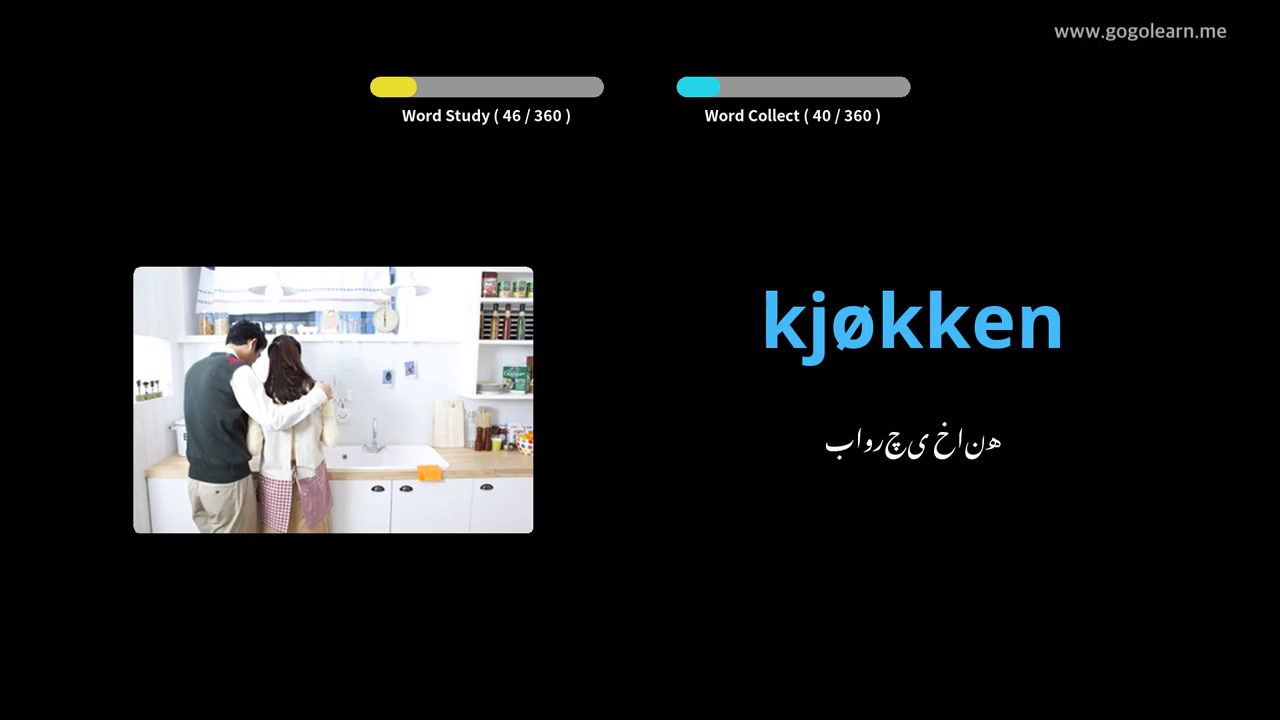 www.gogolearn.me
Word Study ( 46 / 360 )
Word Collect ( 40 / 360 )
kjøkken
باورچی خانہ